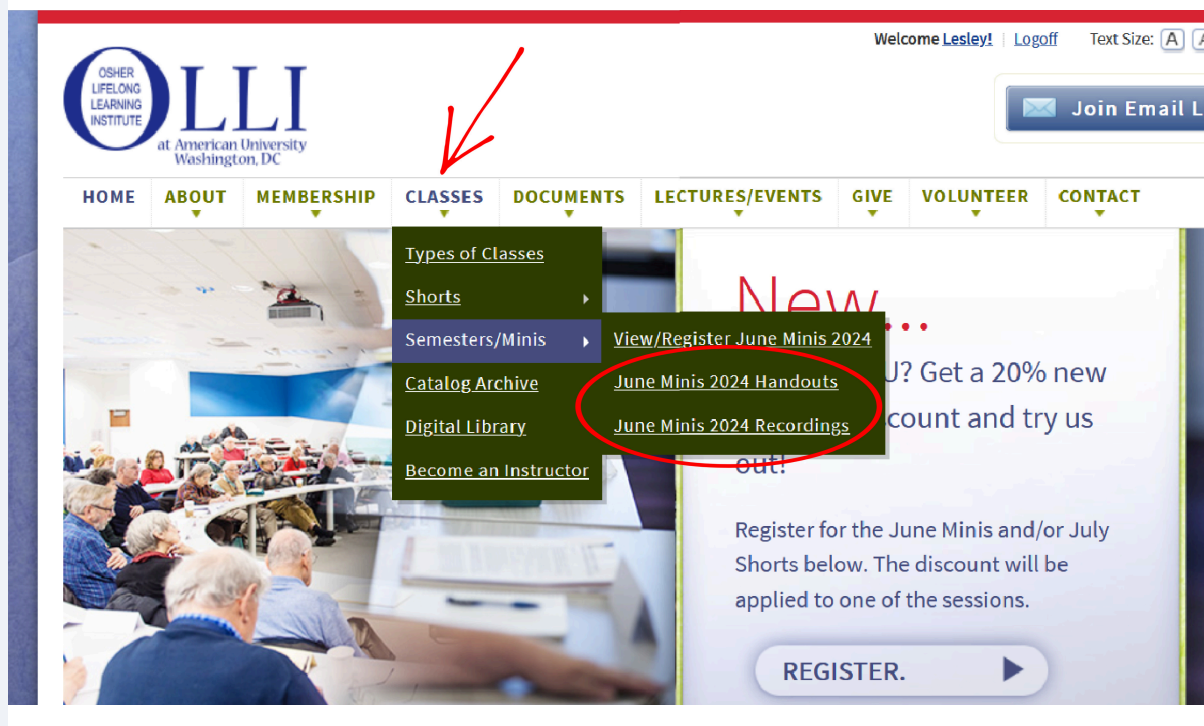 Welcome Lesley! Logoff Text Size: A
OSHER
LIFELONG
LEARNING
INSTITUTE
OLLI
at American University
Washington, DC
Join Email
HOME ABOUT MEMBERSHIP CLASSES DOCUMENTS LECTURES/EVENTS GIVE VOLUNTEER CONTACT
Types of Classes
Shorts
Semesters/Minis
Catalog Archive
Digital Library
Become an Instructor
View/Register June Minis 2024
June Minis 2024 Handouts
June Minis 2024 Recordings
New...
? Get a 20% new
count and try us
out!
Register for the June Minis and/or July
Shorts below. The discount will be
applied to one of the sessions.
REGISTER.